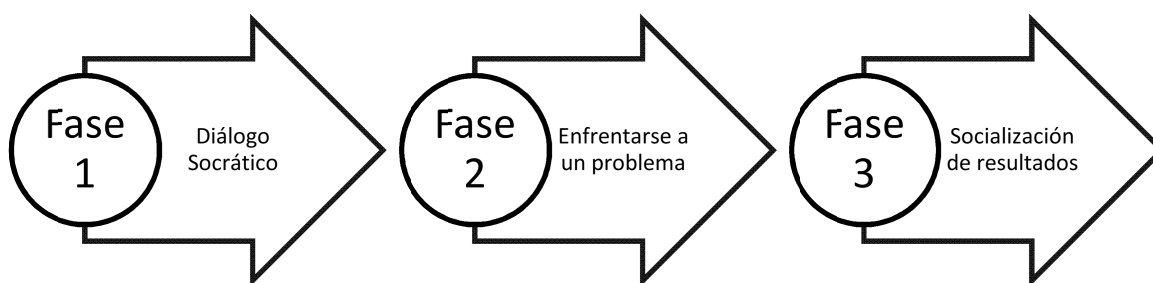 Fase
1
Diálogo
Socrático
Fase
2
Enfrentarse a
un problema
Fase
3
Socialización
de resultados